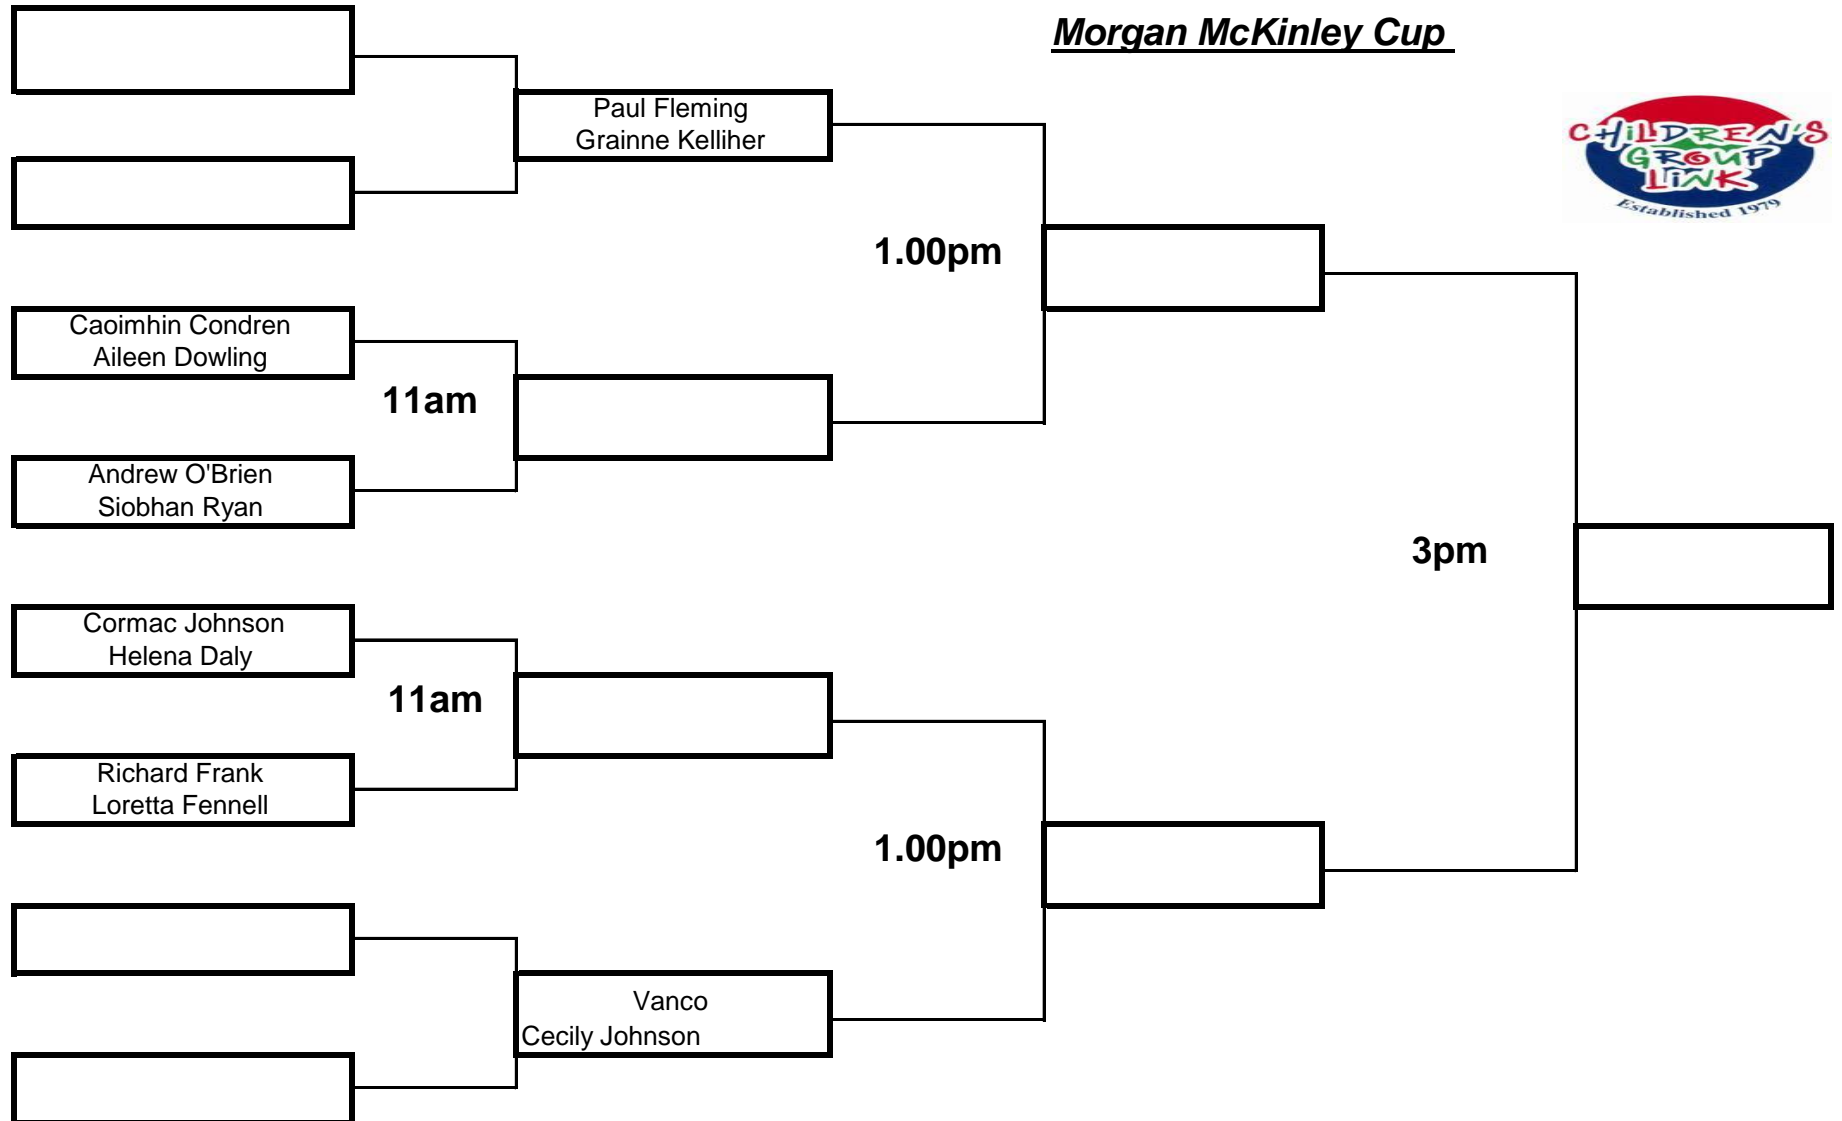 Morgan McKinley Cup
CHILDREN'S
GROUP
LINK
Established 1979
Paul Fleming
Grainne Kelliher
1.00pm
Caoimhin Condren
Aileen Dowling
11am
Andrew O'Brien
Siobhan Ryan
3pm
Cormac Johnson
Helena Daly
11am
Richard Frank
Loretta Fennell
1.00pm
Vanco
Cecily Johnson